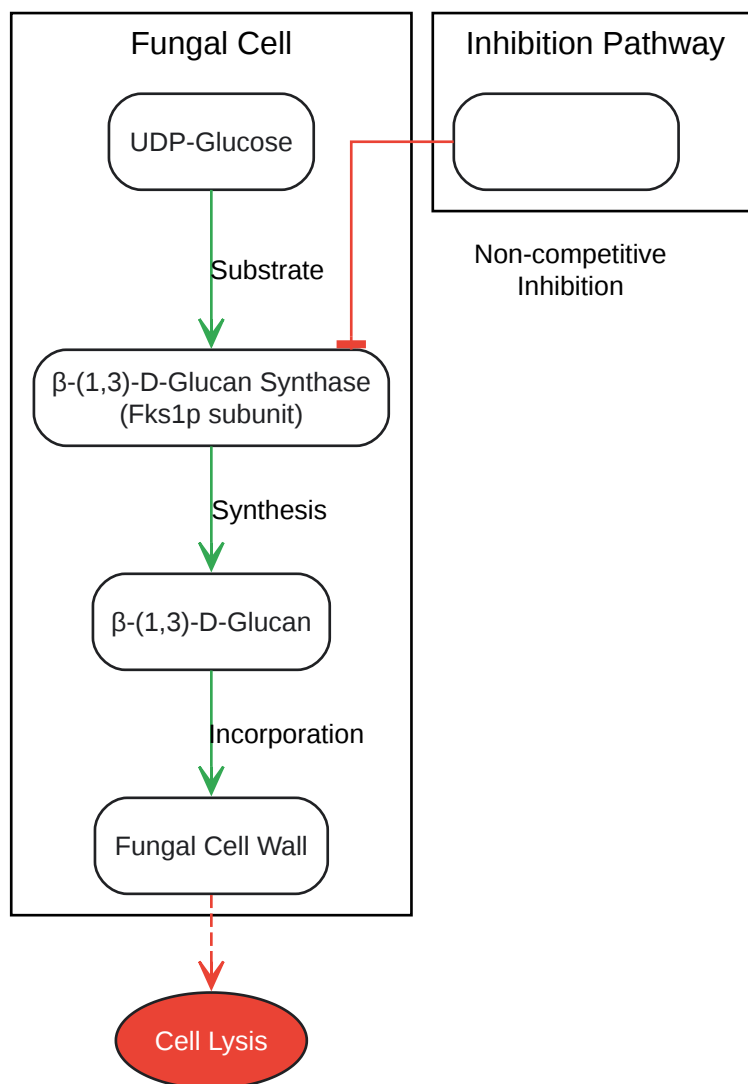 Fungal Cell
UDP-Glucose
Substrate
β-(1,3)-D-Glucan Synthase
(Fks1p subunit)
Synthesis
β-(1,3)-D-Glucan
Incorporation
Fungal Cell Wall
Cell Lysis
Inhibition Pathway
Non-competitive
Inhibition